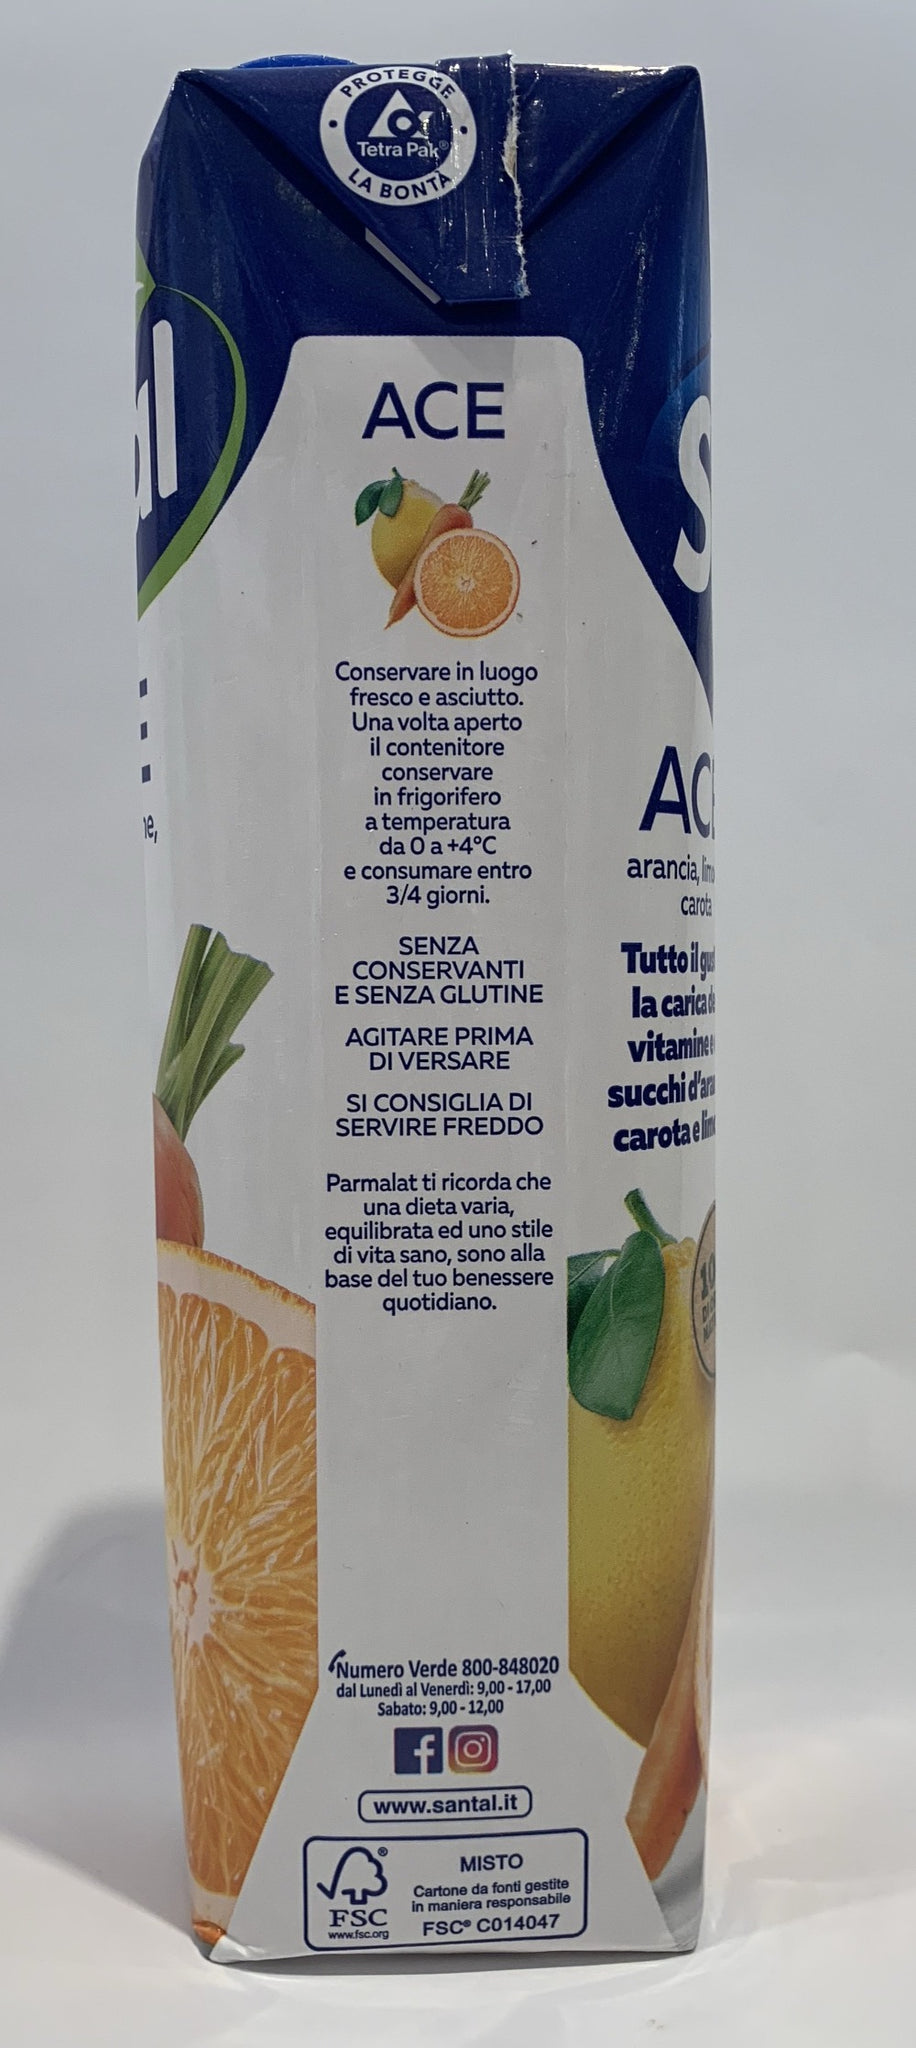 PROTEGGE
Tetra Pak®
LA BONTÀ
ACE
Conservare in luogo
fresco e asciutto.
Una volta aperto
il contenitore
conservare
in frigorifero
a temperatura
da 0 a +4°C
e consumare entro
3/4 giorni.
SENZA
CONSERVANTI
E SENZA GLUTINE
AGITARE PRIMA
DI VERSARE
SI CONSIGLIA DI
SERVIRE FREDDO
Parmalat ti ricorda che
una dieta varia,
equilibrata ed uno stile
di vita sano, sono alla
base del tuo benessere
quotidiano.
Numero Verde 800-848020
dal Lunedì al Venerdì: 9,00 - 17,00
Sabato: 9,00 - 12,00
www.santal.it
FSC
www.fsc.org
MISTO
Cartone da fonti gestite
in maniera responsabile
FSC® C014047
ACE
arancia,
carota
Tutto il
la carica
vitamine e
succhi
carota e